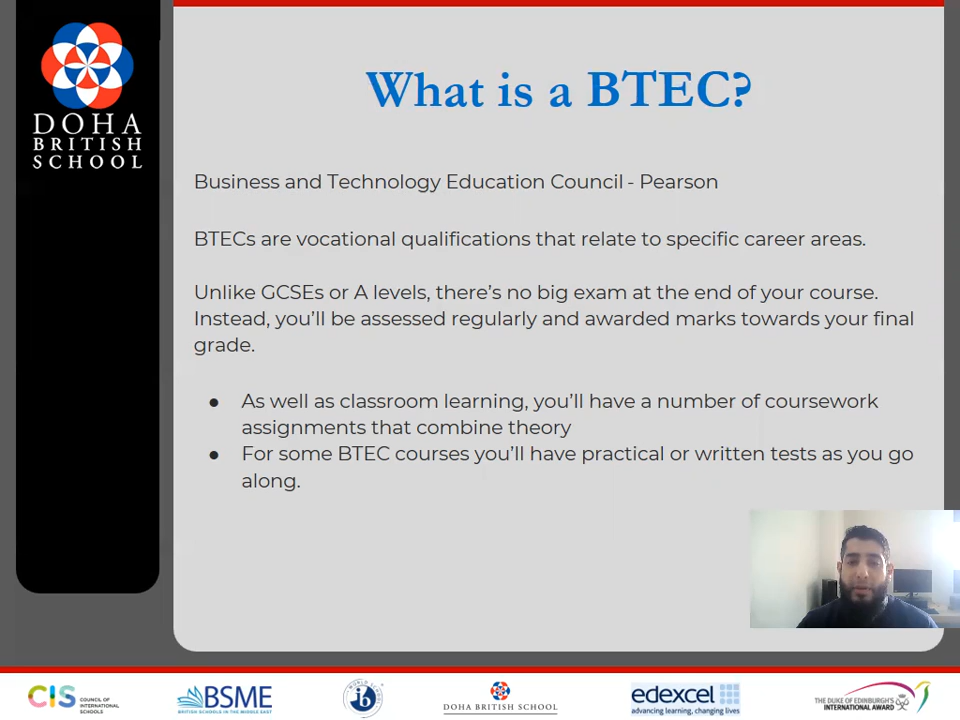 DOHA
BRITISH
SCHOOL
What is a BTEC?
Business and Technology Education Council - Pearson
BTECs are vocational qualifications that relate to specific career areas.
Unlike GCSEs or A levels, there's no big exam at the end of your course.
Instead, you'll be assessed regularly and awarded marks towards your final
grade.
● As well as classroom learning, you'll have a number of coursework
assignments that combine theory
● For some BTEC courses you'll have practical or written tests as you go
along.
CIS
COUNCIL OF
INTERNATIONAL
SCHOOLS
BSME
BRITISH SCHOOLS IN THE MIDDLE EAST
WORLD SCHOOL
ib
DOHA BRITISH SCHOOL
edexcel
advancing learning, changing lives
THE DUKE OF EDINBURGH'S
INTERNATIONAL AWARD